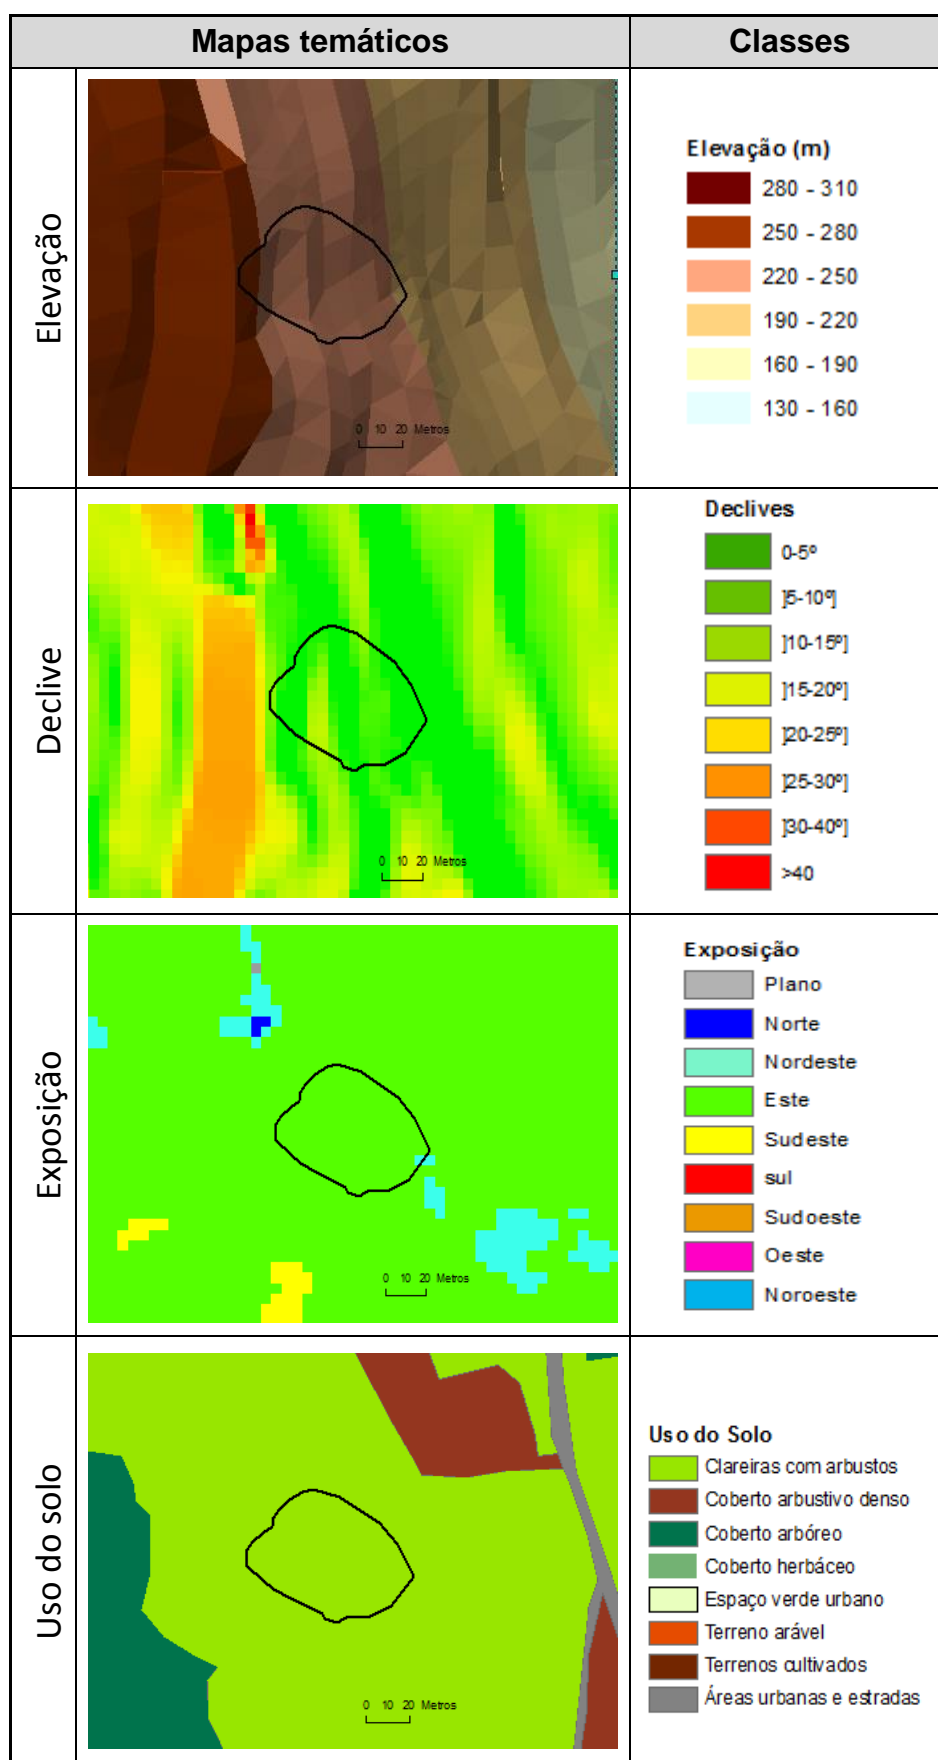 Mapas temáticos
Classes
Elevação
0 10 20 Metros
Elevação (m)
280 - 310
250 - 280
220 - 250
190 - 220
160 - 190
130 - 160
Declive
0 10 20 Metros
Declives
0-5º
]5-10º]
]10-15º]
]15-20º]
]20-25º]
]25-30º]
]30-40º]
>40
Exposição
0 10 20 Metros
Exposição
Plano
Norte
Nordeste
Este
Sudeste
sul
Sudoeste
Oeste
Noroeste
Uso do solo
0 10 20 Metros
Uso do Solo
Clareiras com arbustos
Coberto arbustivo denso
Coberto arbóreo
Coberto herbáceo
Espaço verde urbano
Terreno arável
Terrenos cultivados
Áreas urbanas e estradas